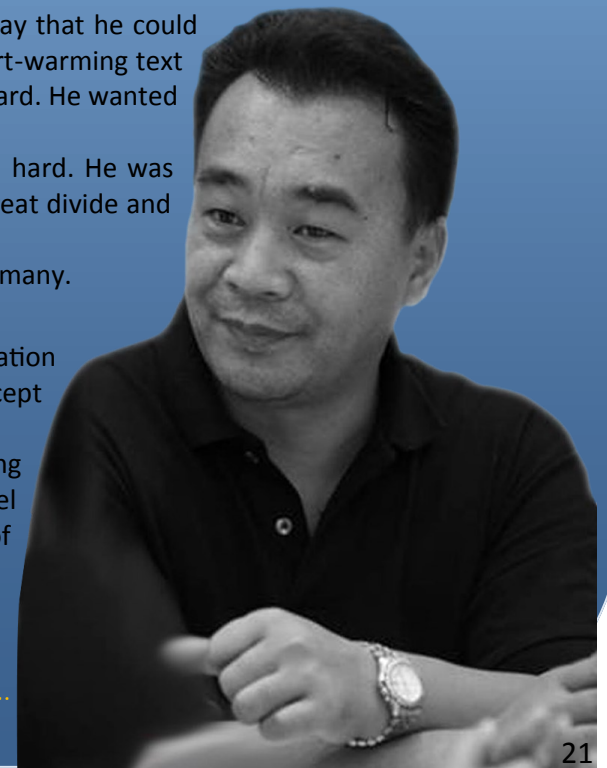 ay that he could
rt-warming text
ard. He wanted
hard. He was
eat divide and
many.
ation
cept
ng
el
of
..
21